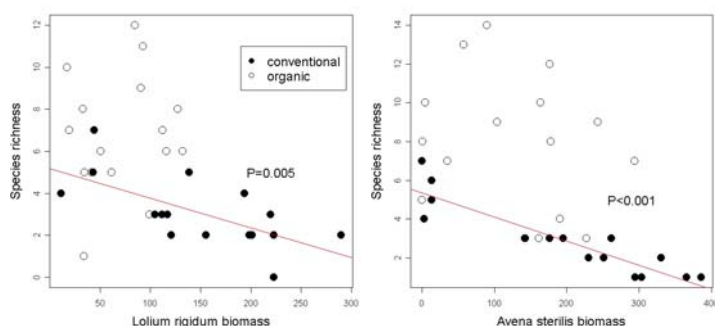 Species richness
12
10
8
6
4
2
0
conventional
organic
P=0.005
50 100 150 200 250 300
Lolium rigidum biomass
Species richness
14
12
10
8
6
4
2
P<0.001
0 100 200 300 400
Avena sterilis biomass